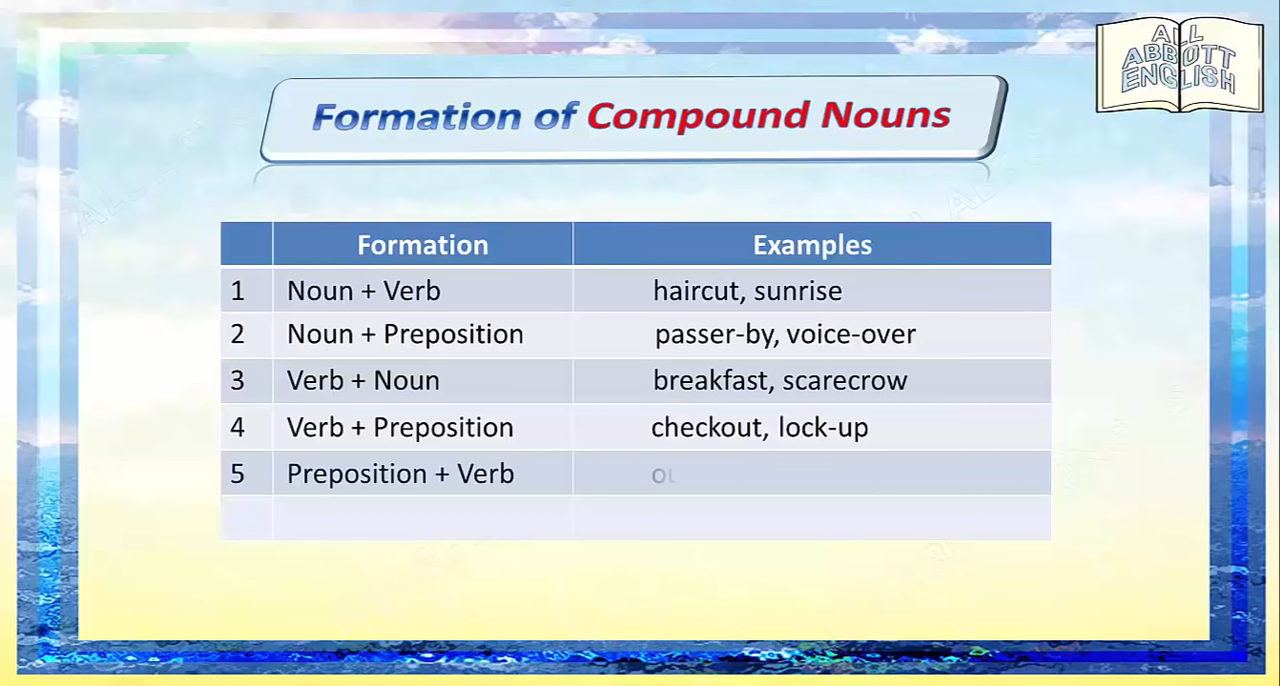 ALL
ABBOTT
ENGLISH
Formation of Compound Nouns
Formation Examples
1 Noun + Verb haircut, sunrise
2 Noun + Preposition passer-by, voice-over
3 Verb + Noun breakfast, scarecrow
4 Verb + Preposition checkout, lock-up
5 Preposition + Verb